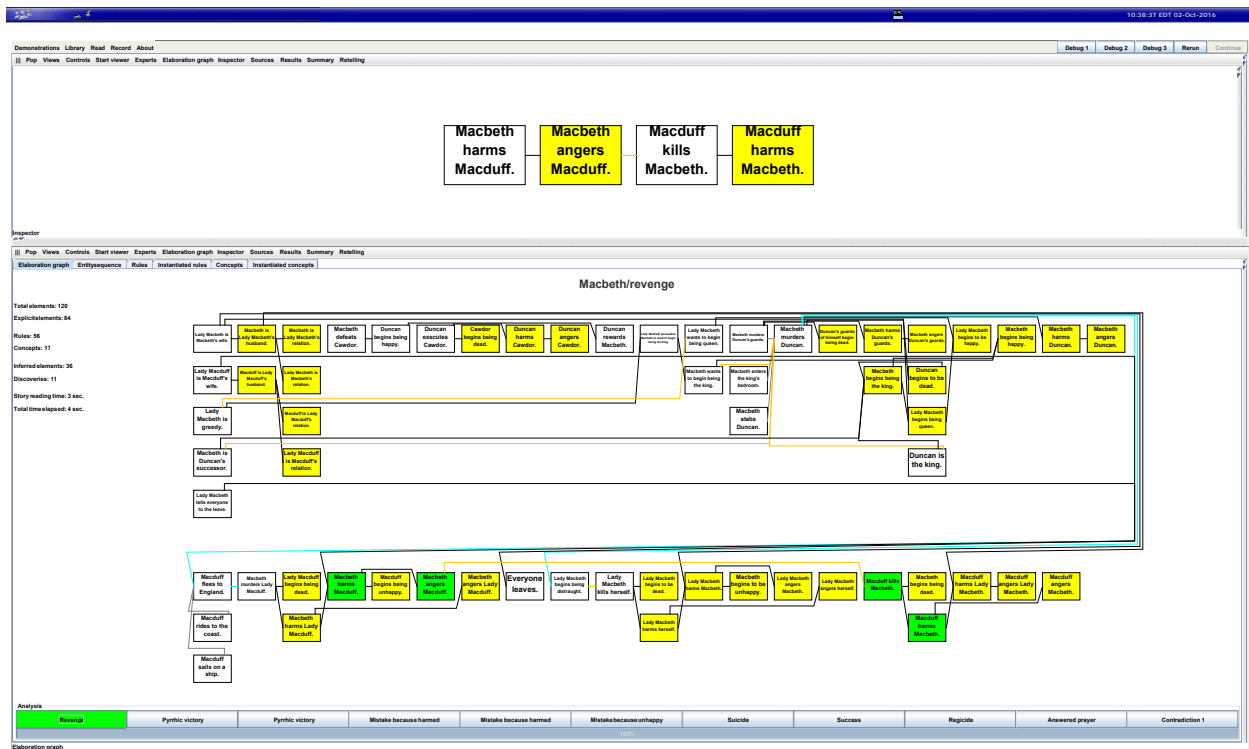 10:38:37 EDT 02-Oct-2016
Demonstrations Library Read Record About
Debug 1 Debug 2 Debug 3 Rerun Continue
||| Pop Views Controls Start viewer Experts Elaboration graph Inspector Sources Results Summary Retelling
Macbeth harms Macduff.
Macbeth angers Macduff.
Macduff kills Macbeth.
Macduff harms Macbeth.
Inspector
||| Pop Views Controls Start viewer Experts Elaboration graph Inspector Sources Results Summary Retelling
Elaboration graph Entitysequence Rules Instantiated rules Concepts Instantiated concepts
Macbeth/revenge
Total elements: 120
Explicitelements: 84
Rules: 56
Concepts: 17
Inferred elements: 36
Discoveries: 11
Story reading time: 3 sec.
Total time elapsed: 4 sec.
Lady Macbeth is Macbeth's wife.
Macbeth is Lady Macbeth's husband.
Macbeth is Lady Macbeth's relation.
Macbeth defeats Cawdor.
Duncan begins being happy.
Duncan executes Cawdor.
Cawdor begins being dead.
Duncan harms Cawdor.
Duncan angers Cawdor.
Duncan rewards Macbeth.
Lady Macbeth wants to begin being queen.
Macbeth murders Duncan's guards.
Macbeth murders Duncan.
Duncan's guards of himself begin being dead.
Macbeth harms Duncan's guards.
Macbeth angers Duncan's guards.
Lady Macbeth begins to be happy.
Macbeth begins being happy.
Macbeth harms Duncan.
Macbeth angers Duncan.
Lady Macduff is Macduff's wife.
Macduff is Lady Macduff's husband.
Lady Macbeth is Macbeth's relation.
Macbeth wants to begin being the king.
Macbeth enters the king's bedroom.
Macbeth begins being the king.
Duncan begins to be dead.
Lady Macbeth is greedy.
Macduff is Lady Macduff's relation.
Macbeth stabs Duncan.
Lady Macbeth begins being queen.
Macbeth is Duncan's successor.
Lady Macduff is Macduff's relation.
Duncan is the king.
Lady Macbeth tells everyone to the leave.
Macduff flees to England.
Macbeth murders Lady Macduff.
Lady Macduff begins being dead.
Macbeth harms Macduff.
Macduff begins being unhappy.
Macbeth angers Macduff.
Macbeth angers Lady Macduff.
Everyone leaves.
Lady Macbeth begins being distraught.
Lady Macbeth kills herself.
Lady Macbeth begins to be dead.
Lady Macbeth harms Macbeth.
Macbeth begins to be unhappy.
Lady Macbeth angers Macbeth.
Lady Macbeth angers herself.
Macduff kills Macbeth.
Macbeth begins being dead.
Macduff harms Lady Macbeth.
Macduff angers Lady Macbeth.
Macduff angers Macbeth.
Macduff rides to the coast.
Macbeth harms Lady Macduff.
Lady Macbeth harms herself.
Macduff harms Macbeth.
Macduff sails on a ship.
Analysis
Revenge Pyrrhic victory Pyrrhic victory Mistake because harmed Mistake because harmed Mistake because unhappy Suicide Success Regicide Answered prayer Contradiction 1
100%
Elaboration graph